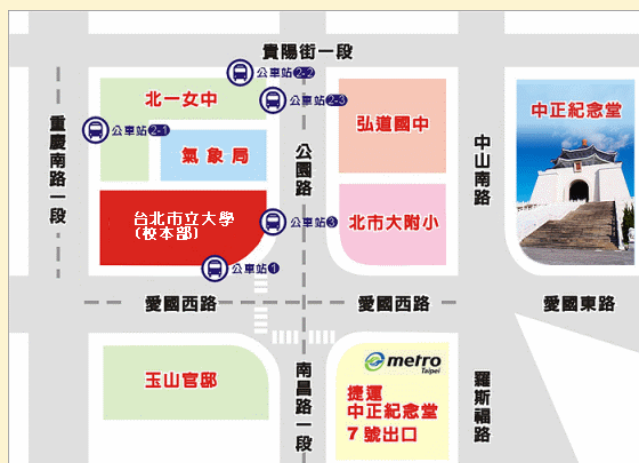 貴陽街一段
公車站2-2
北一女中
公車站2-3
中正紀念堂
重慶南路一段
公車站2-1
弘道國中
氣象局
公園路
中山南路
台北市立大學
(校本部)
公車站3
北市大附小
公車站1
愛國西路
愛國西路
愛國東路
玉山官邸
南昌路一段
metro
Taipei
捷運
中正紀念堂
7號出口
羅斯福路